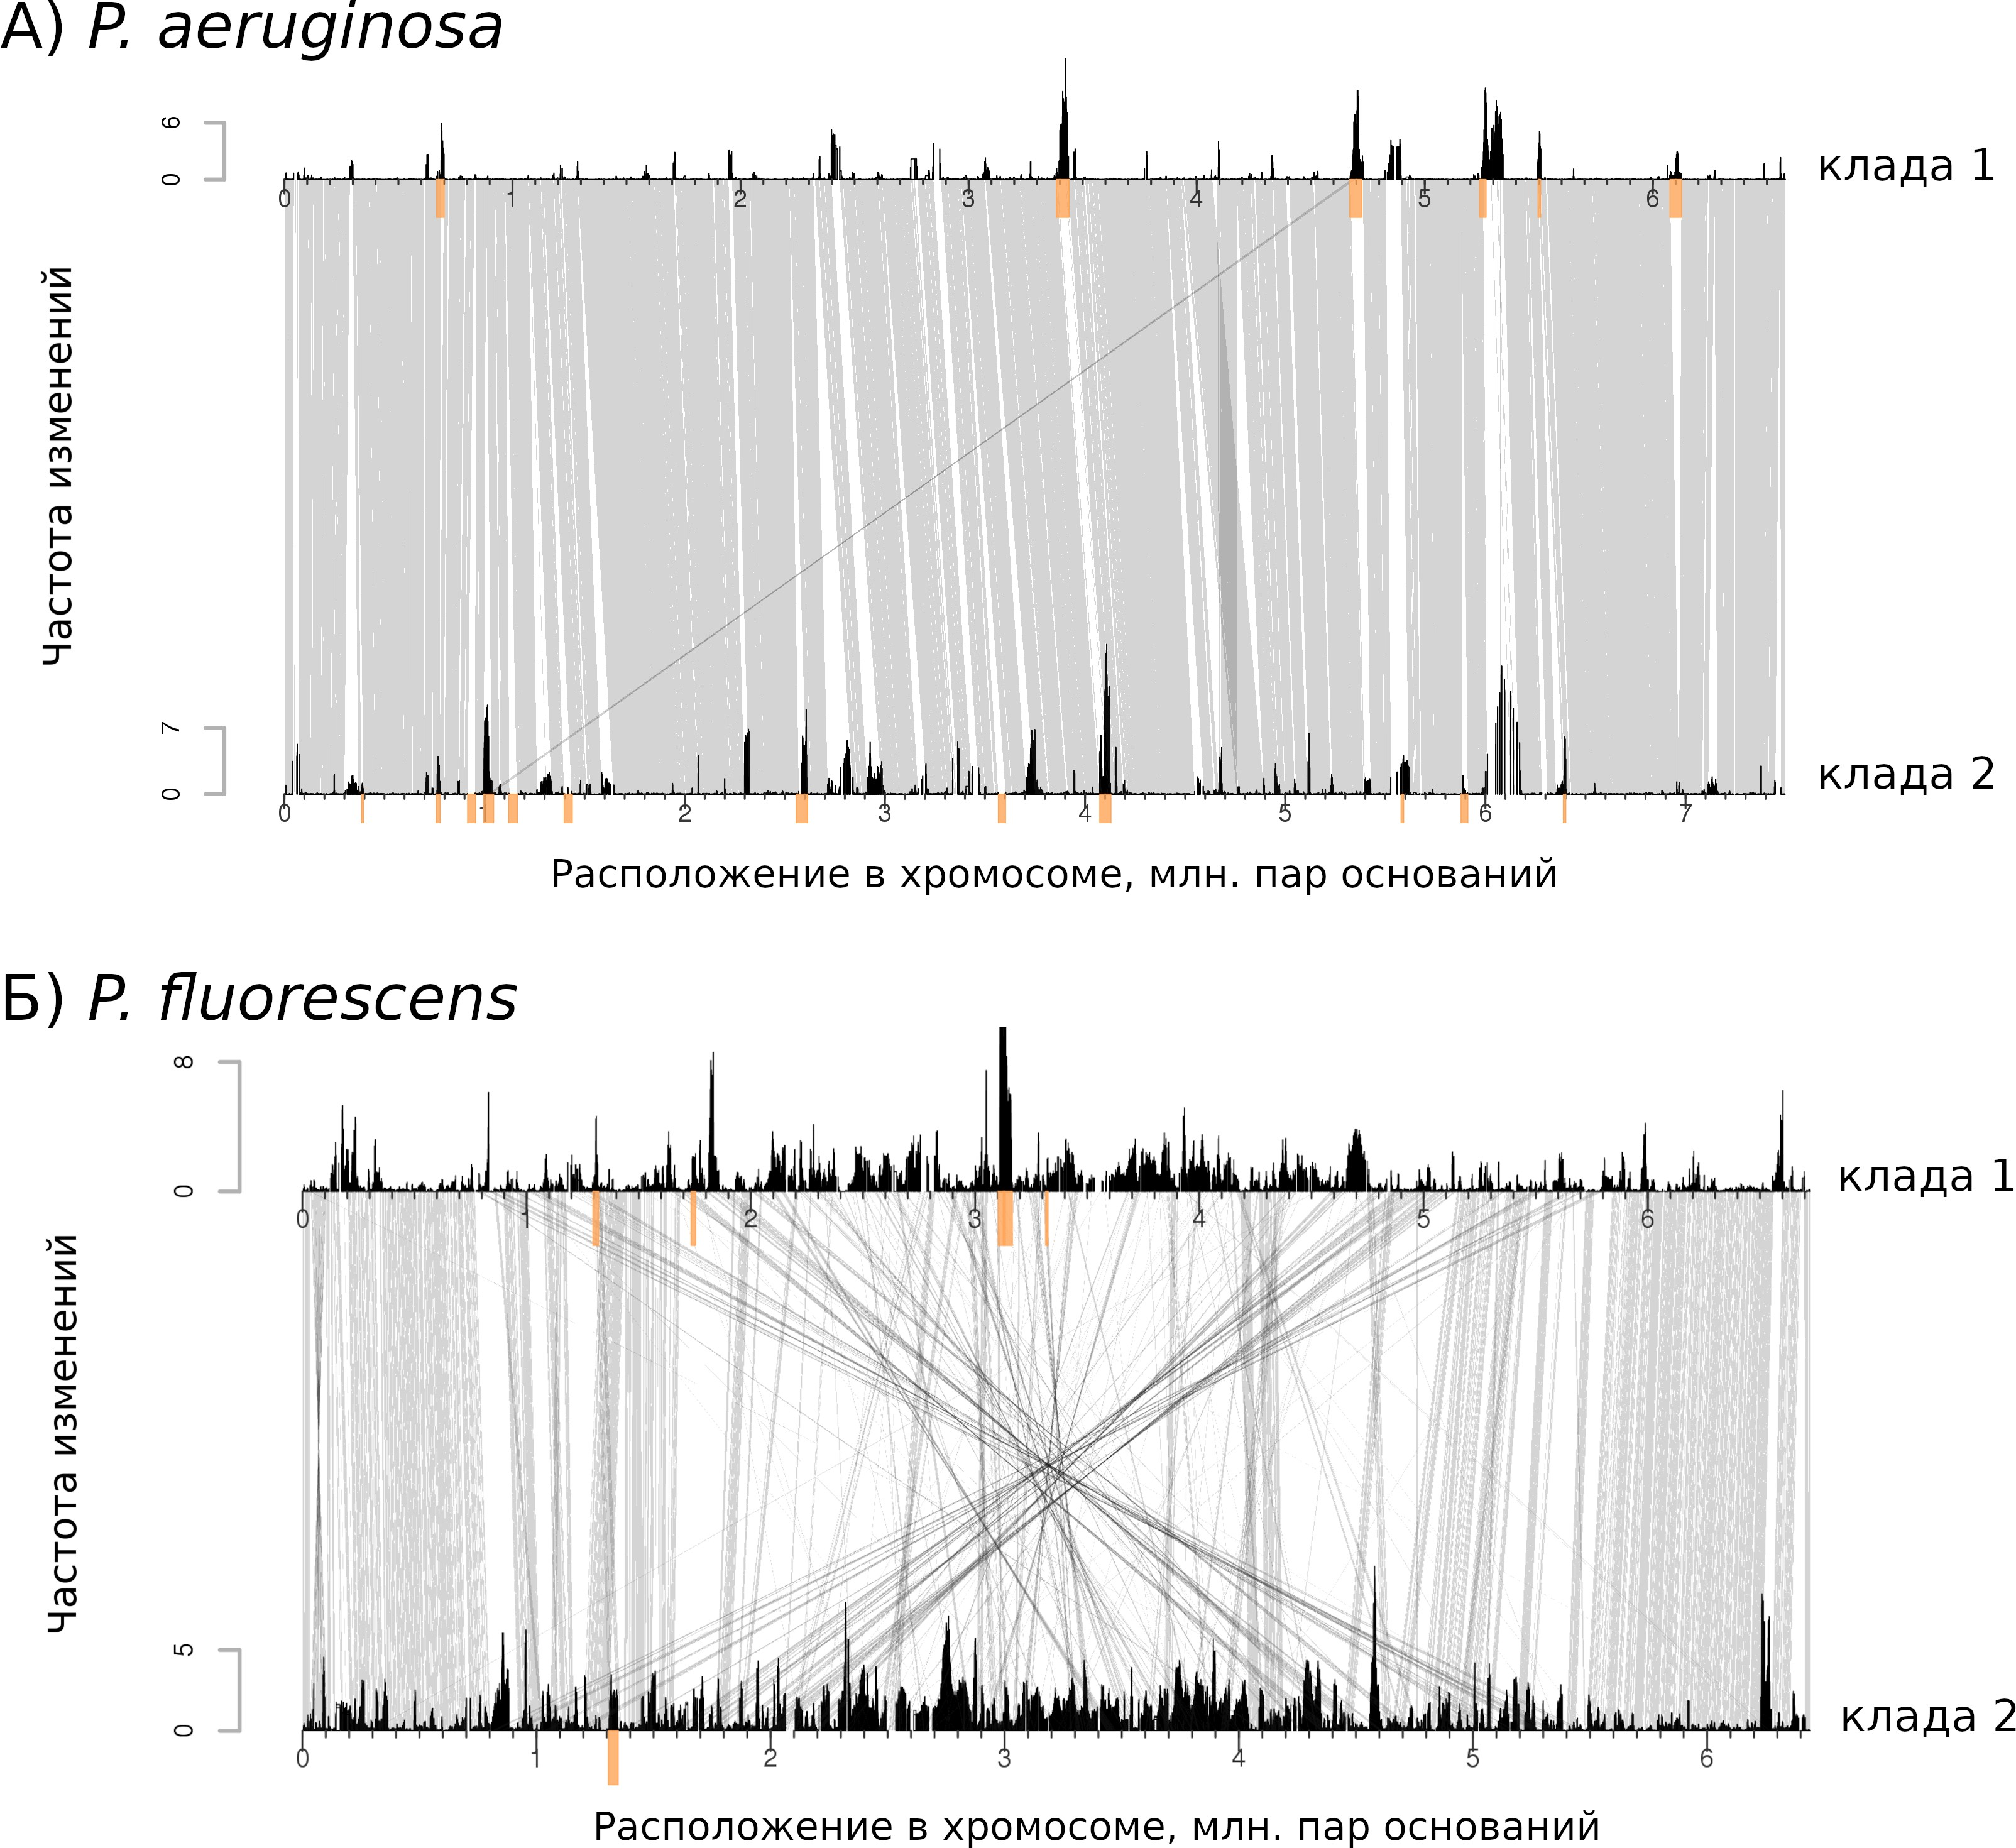 А) P. aeruginosa
6
0
клада 1
0 1 2 3 4 5 6
Частота изменений
7
0
клада 2
0 2 3 4 5 6 7
Расположение в хромосоме, млн. пар оснований
Б) P. fluorescens
8
0
клада 1
0 1 2 3 4 5 6
Частота изменений
5
0
клада 2
0 1 2 3 4 5 6
Расположение в хромосоме, млн. пар оснований